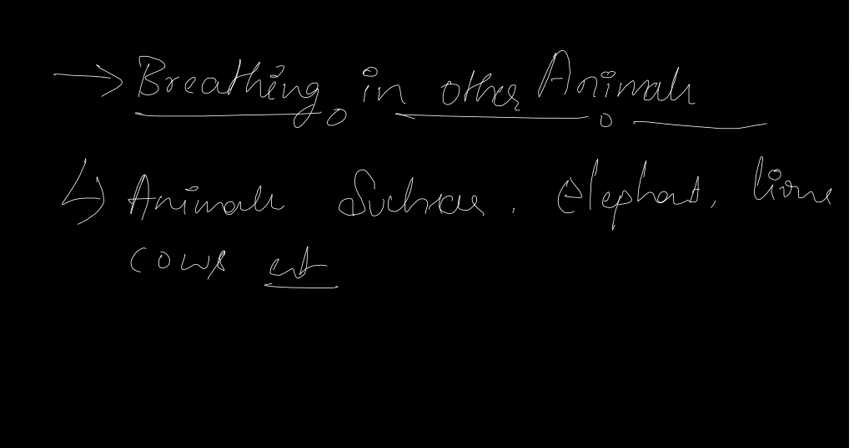 → Breathing in other Animals
↳ Animals Such as. elephant, lions
cows etc